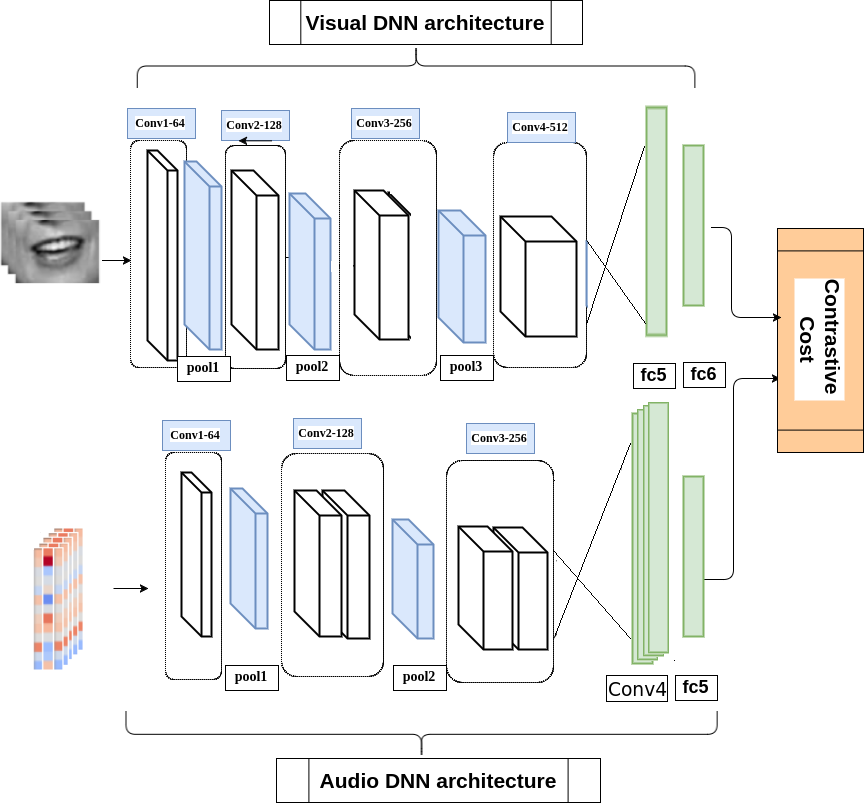 Visual DNN architecture
Conv1-64
Conv2-128
Conv3-256
Conv4-512
pool1
pool2
pool3
fc5
fc6
Contrastive
Cost
Conv1-64
Conv2-128
Conv3-256
pool1
pool2
Conv4
fc5
Audio DNN architecture